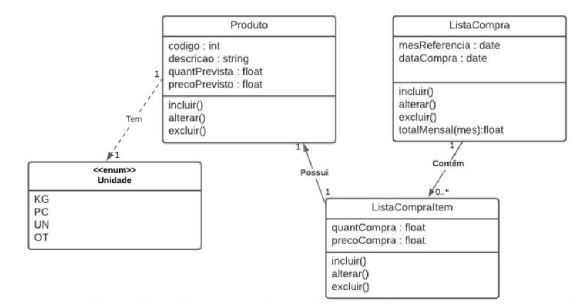 Produto
codigo : int
descricao : string
quantPrevista : float
precoPrevisto : float
incluir()
alterar()
excluir()
ListaCompra
mesReferencia : date
dataCompra : date
incluir()
alterar()
excluir()
totalMensal(mes):float
1
Tem
1
<<enum>>
Unidade
KG
PC
UN
OT
1
Possui
1
1
Contém
0..*
ListaCompraItem
quantCompra : float
precoCompra : float
incluir()
alterar()
excluir()